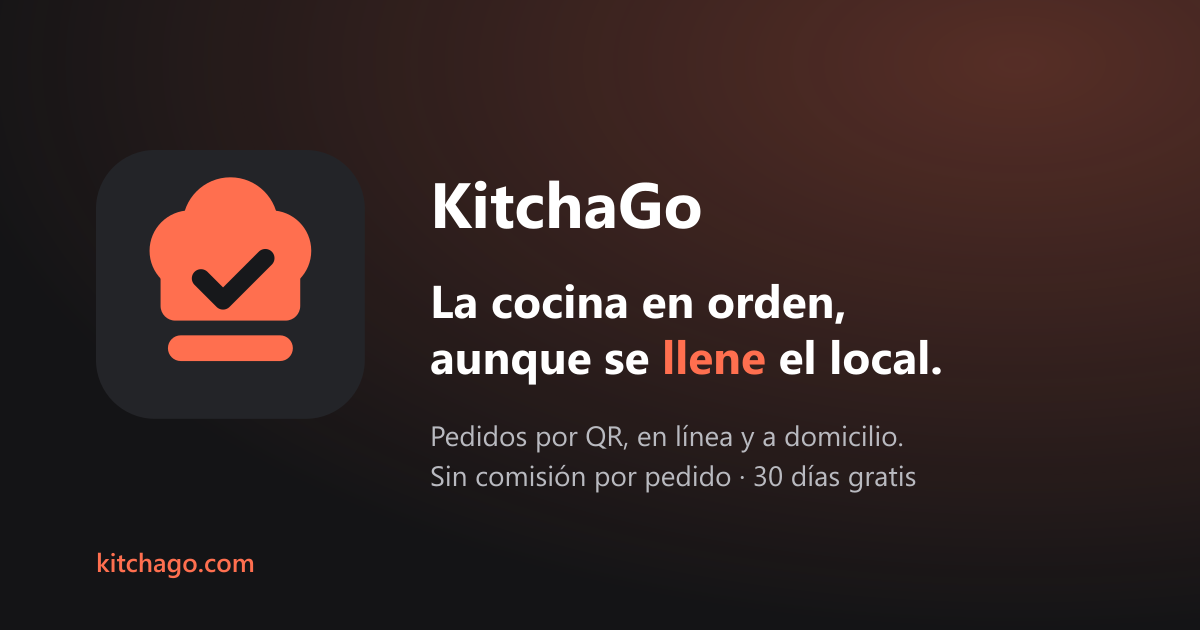 KitchaGo
La cocina en orden,
aunque se llene el local.
Pedidos por QR, en línea y a domicilio.
Sin comisión por pedido · 30 días gratis
kitchago.com